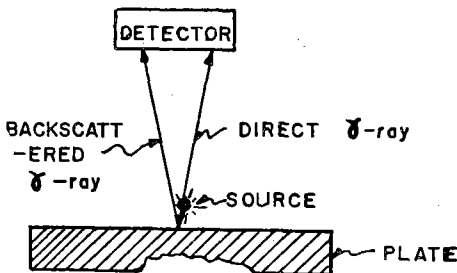 DETECTOR
BACKSCATT
-ERED
γ-ray
DIRECT γ-ray
SOURCE
PLATE